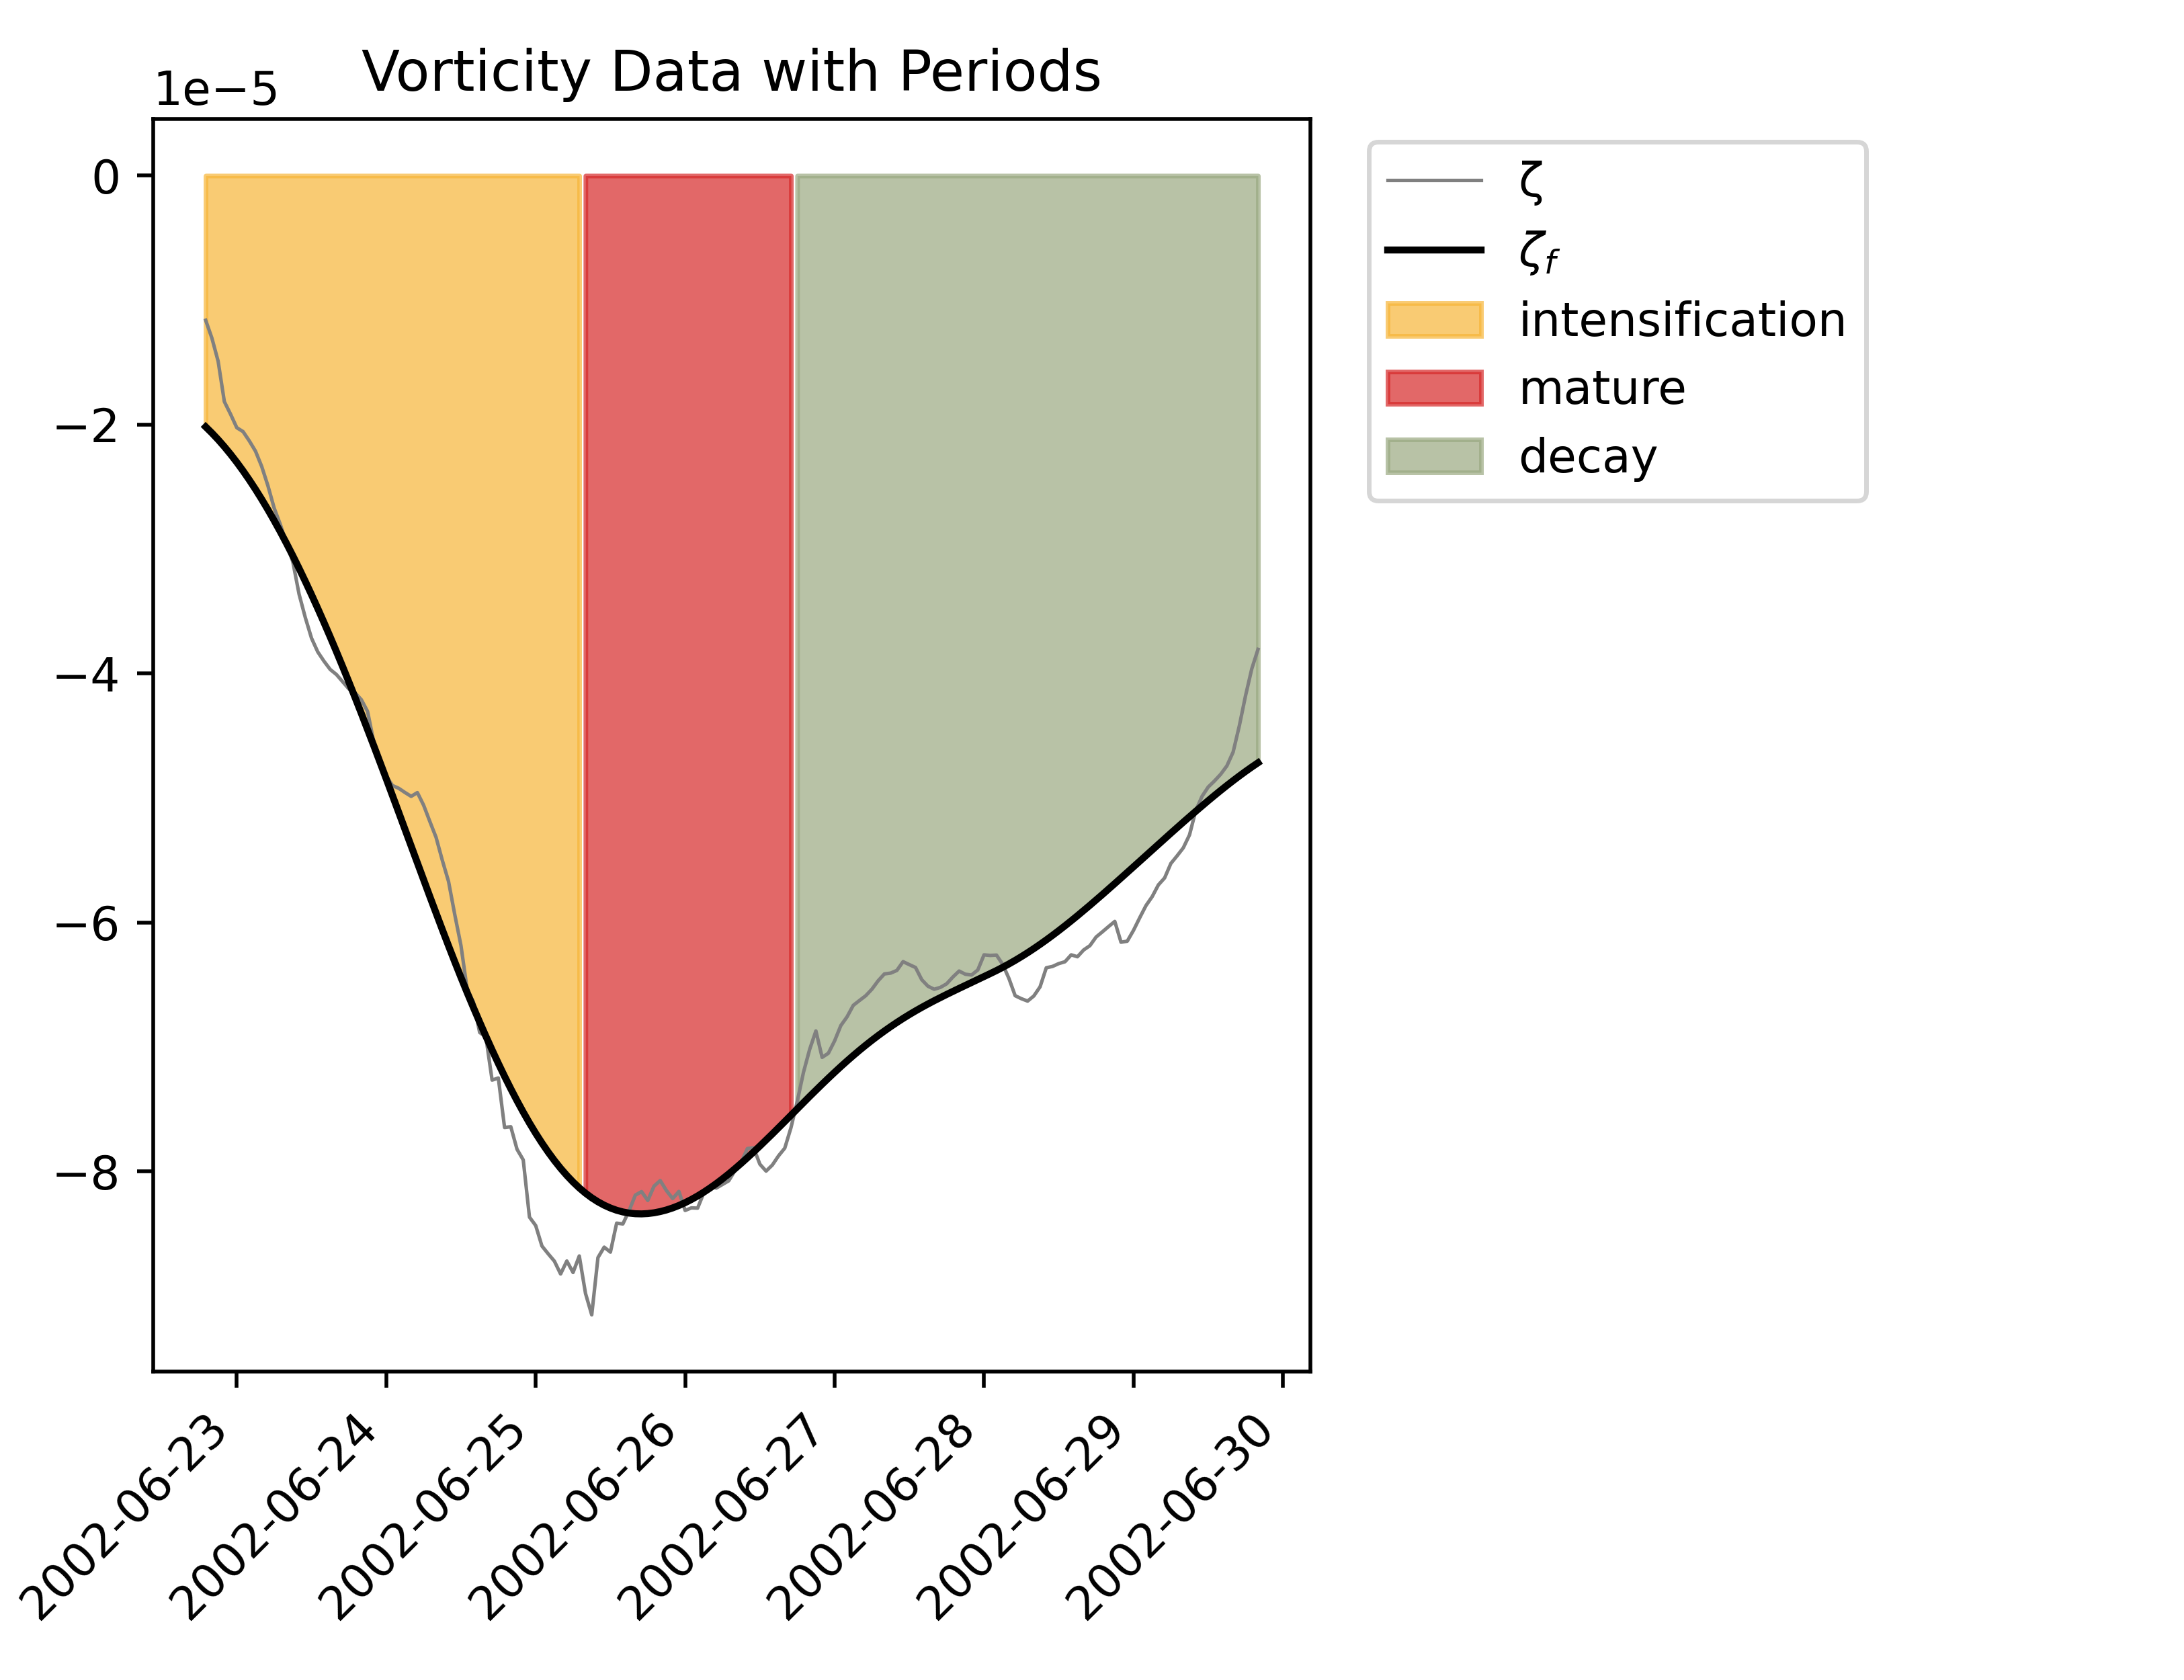 Vorticity Data with Periods
1e−5
0
−2
−4
−6
−8
2002-06-23
2002-06-24
2002-06-25
2002-06-26
2002-06-27
2002-06-28
2002-06-29
2002-06-30
ζ
ζf
intensification
mature
decay